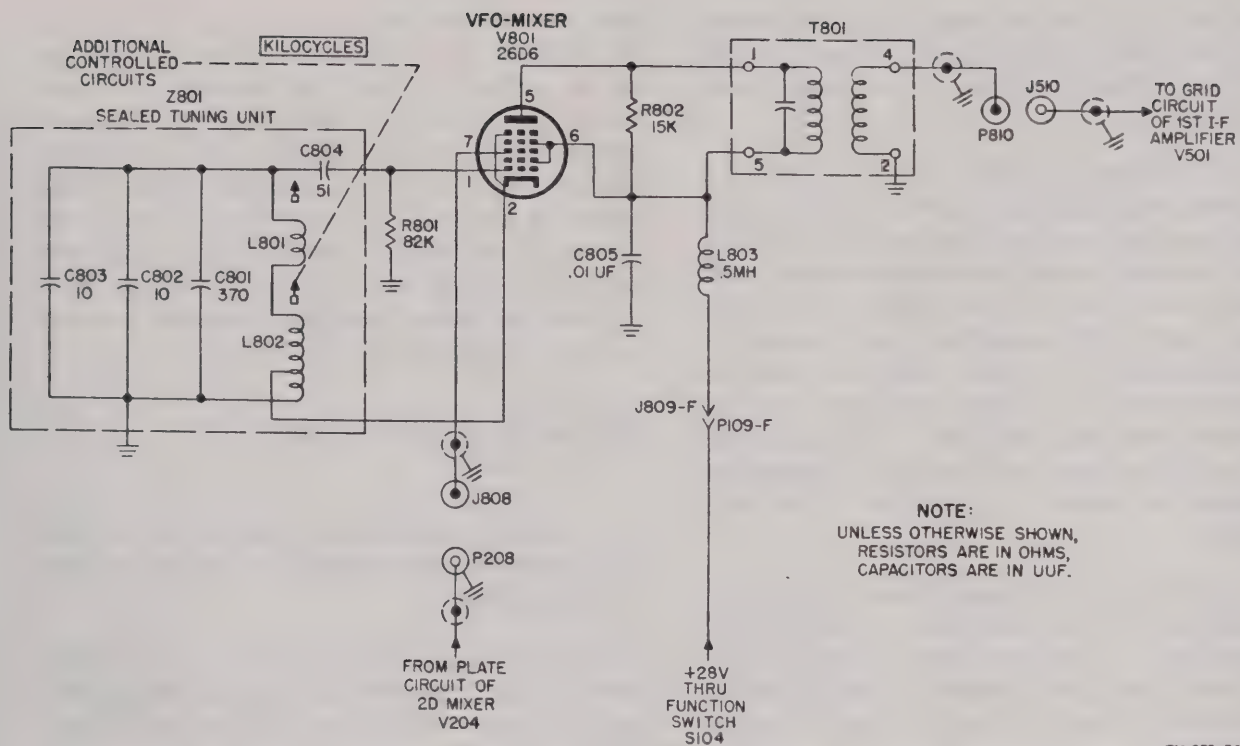 VFO-MIXER
V801
26D6
ADDITIONAL
CONTROLLED
CIRCUITS
KILOCYCLES
Z801
SEALED TUNING UNIT
C804
51
L801
C803
10
C802
10
C801
370
L802
R801
82K
5
7
6
1
2
R802
15K
C805
.01 UF
L803
.5MH
T801
1
4
5
2
P810
J510
TO GRID
CIRCUIT
OF 1ST I-F
AMPLIFIER
V501
J809-F
P109-F
J808
P208
FROM PLATE
CIRCUIT OF
2D MIXER
V204
+28V
THRU
FUNCTION
SWITCH
S104
NOTE:
UNLESS OTHERWISE SHOWN,
RESISTORS ARE IN OHMS,
CAPACITORS ARE IN UUF.